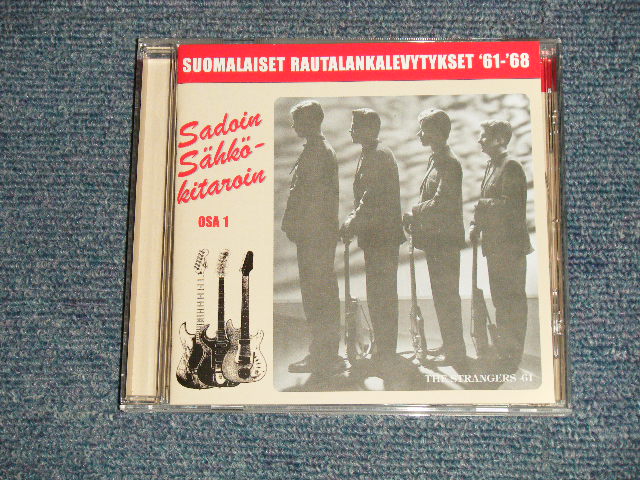 SUOMALAISET RAUTALANKALEVYTYKSET ‘61-’68
Sadoin
Sähkö-
kitaroin
OSA 1
THE STRANGERS -61